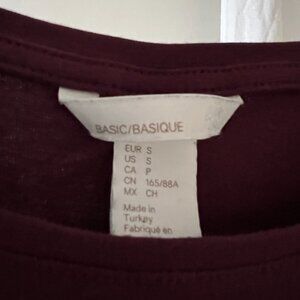 BASIC/BASIQUE
EUR S
US S
CA P
CN 165/88A
MX CH
Made in
Turkey
Fabriqué en